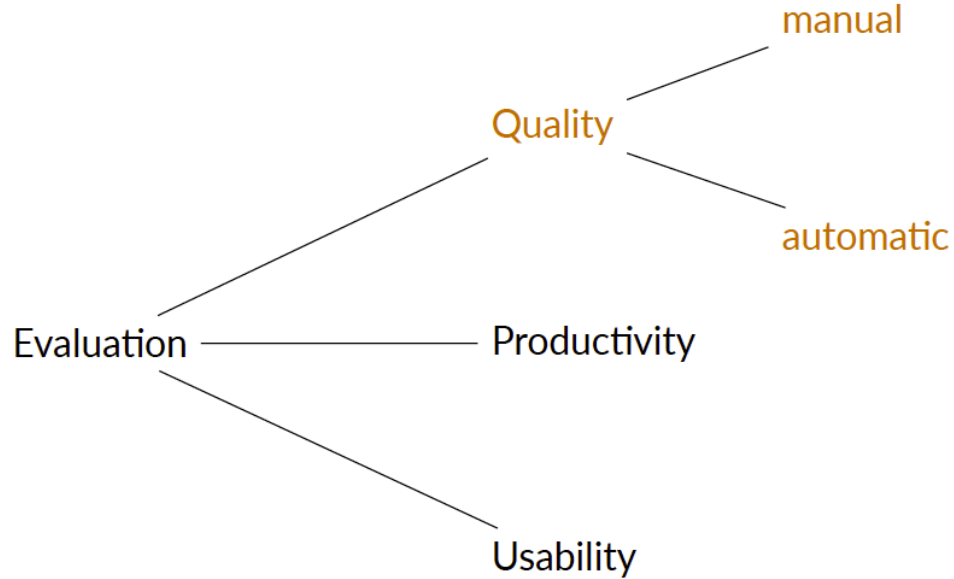 manual
Quality
automatic
Evaluation
Productivity
Usability